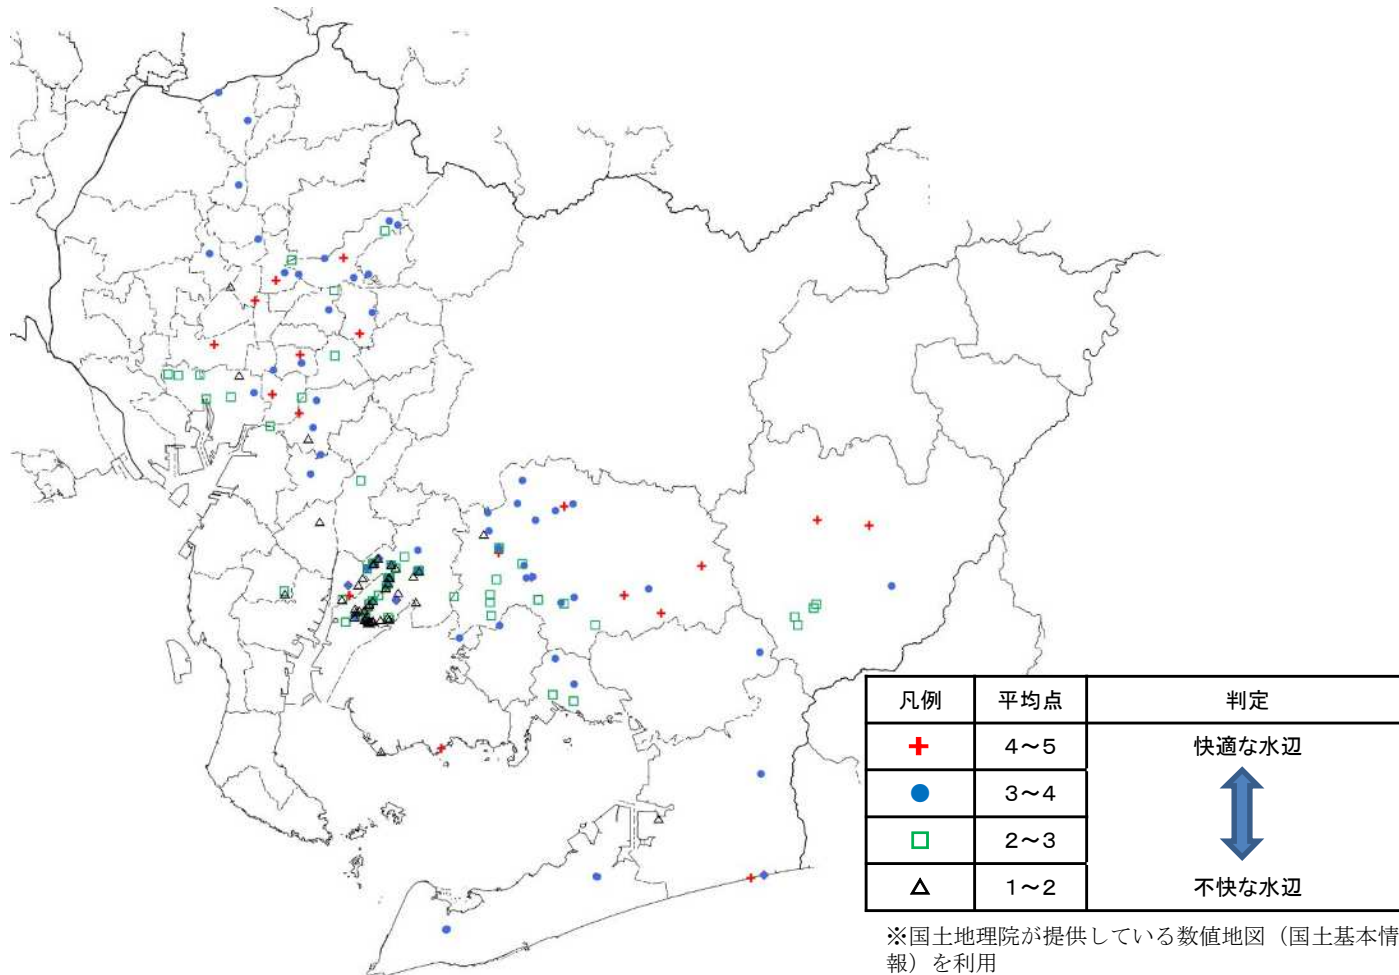 凡例 平均点 判定
4～5 快適な水辺
3～4
2～3
1～2 不快な水辺
※国土地理院が提供している数値地図（国土基本情
報）を利用